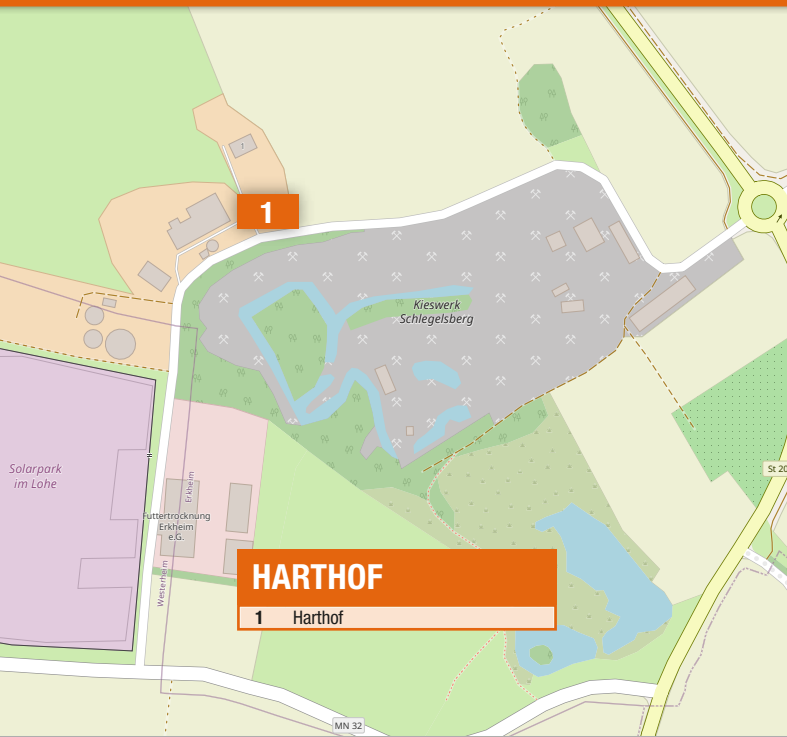 1
Kieswerk
Schlegelsberg
Solarpark
im Lohe
St 20
Erkheim
Futtertrocknung
Erkheim
e.G.
Westerheim
HARTHOF
1 Harthof
MN 32